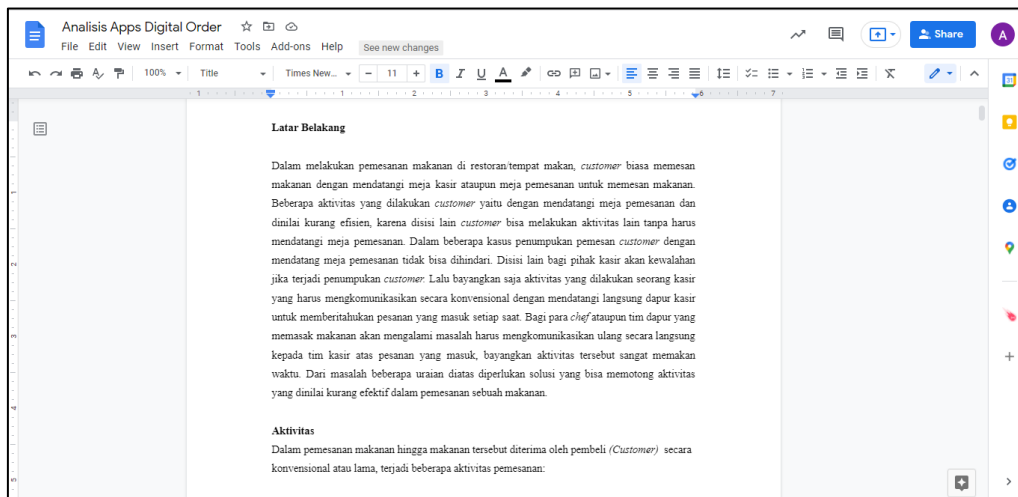 Analisis Apps Digital Order
File Edit View Insert Format Tools Add-ons Help See new changes
Share
A
100% Title Times New... 11 B I U A
31
1 1 2 3 4 5 6 7
Latar Belakang
Dalam melakukan pemesanan makanan di restoran/tempat makan, customer biasa memesan
makanan dengan mendatangi meja kasir ataupun meja pemesanan untuk memesan makanan.
Beberapa aktivitas yang dilakukan customer yaitu dengan mendatangi meja pemesanan dan
dinilai kurang efisien, karena disisi lain customer bisa melakukan aktivitas lain tanpa harus
mendatangi meja pemesanan. Dalam beberapa kasus penumpukan pemesan customer dengan
mendatang meja pemesanan tidak bisa dihindari. Disisi lain bagi pihak kasir akan kewalahan
jika terjadi penumpukan customer. Lalu bayangkan saja aktivitas yang dilakukan seorang kasir
yang harus mengkomunikasikan secara konvensional dengan mendatangi langsung dapur kasir
untuk memberitahukan pesanan yang masuk setiap saat. Bagi para chef ataupun tim dapur yang
memasak makanan akan mengalami masalah harus mengkomunikasikan ulang secara langsung
kepada tim kasir atas pesanan yang masuk, bayangkan aktivitas tersebut sangat memakan
waktu. Dari masalah beberapa uraian diatas diperlukan solusi yang bisa memotong aktivitas
yang dinilai kurang efektif dalam pemesanan sebuah makanan.
Aktivitas
Dalam pemesanan makanan hingga makanan tersebut diterima oleh pembeli (Customer) secara
konvensional atau lama, terjadi beberapa aktivitas pemesanan: